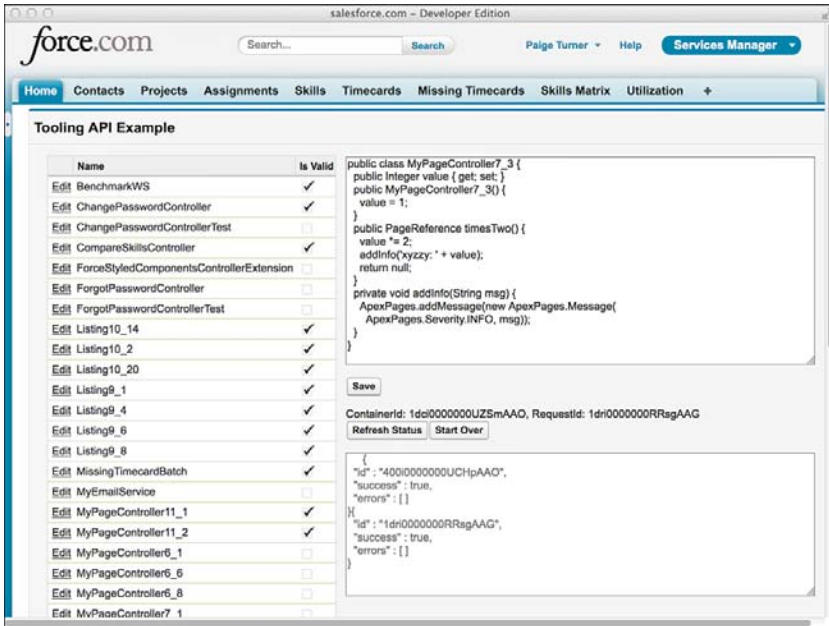 salesforce.com – Developer Edition
force.com
Search...
Search
Paige Turner
Help
Services Manager
Home Contacts Projects Assignments Skills Timecards Missing Timecards Skills Matrix Utilization +
Tooling API Example
Name Is Valid
Edit BenchmarkWS
Edit ChangePasswordController
Edit ChangePasswordControllerTest
Edit CompareSkillsController
Edit ForceStyledComponentsControllerExtension
Edit ForgotPasswordController
Edit ForgotPasswordControllerTest
Edit Listing10_14
Edit Listing10_2
Edit Listing10_20
Edit Listing9_1
Edit Listing9_4
Edit Listing9_6
Edit Listing9_8
Edit MissingTimecardBatch
Edit MyEmailService
Edit MyPageController11_1
Edit MyPageController11_2
Edit MyPageController6_1
Edit MyPageController6_6
Edit MyPageController6_8
Edit MyPageController7_1
public class MyPageController7_3 {
public Integer value { get; set; }
public MyPageController7_3() {
value = 1;
}
public PageReference timesTwo() {
value *= 2;
addInfo('xyzzy: ' + value);
return null;
}
private void addInfo(String msg) {
ApexPages.addMessage(new ApexPages.Message(
ApexPages.Severity.INFO, msg));
}
}
Save
ContainerId: 1dci0000000UZSmAAO, RequestId: 1dri0000000RRsgAAG
Refresh Status Start Over
{
"id" : "400i0000000UCHpAAO",
"success" : true,
"errors" : [ ]
}{
"id" : "1dri0000000RRsgAAG",
"success" : true,
"errors" : [ ]
}